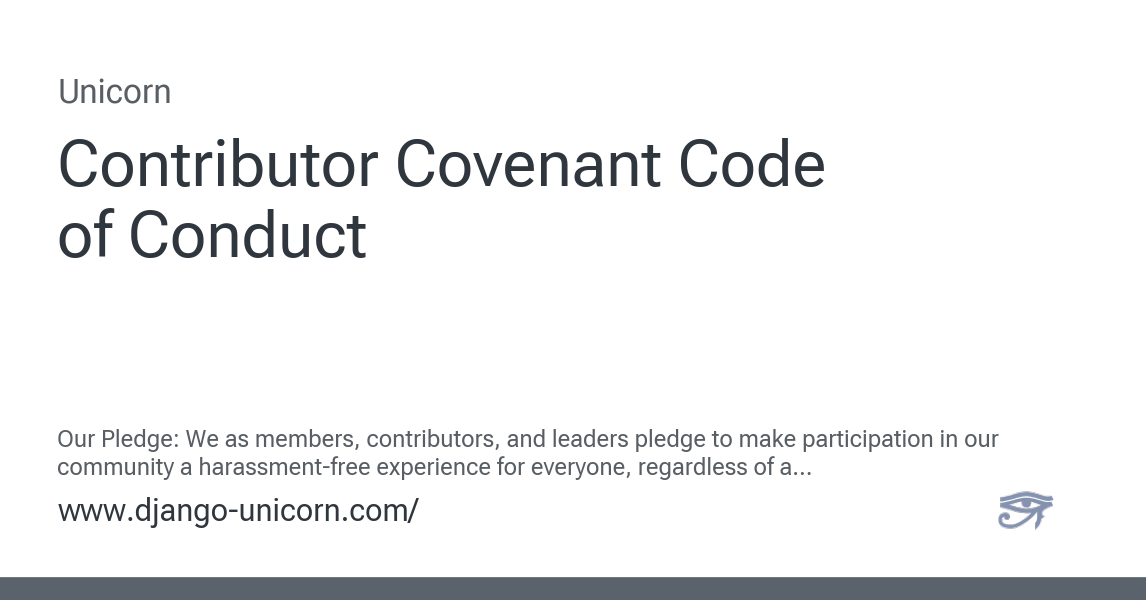 Unicorn
Contributor Covenant Code
of Conduct
Our Pledge: We as members, contributors, and leaders pledge to make participation in our
community a harassment-free experience for everyone, regardless of a...
www.django-unicorn.com/